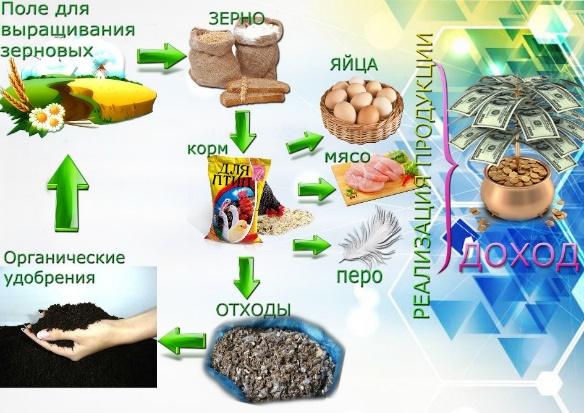 Поле для
выращивания
зерновых
ЗЕРНО
ЯЙЦА
корм
ДЛЯ
ПТИЦ
МЯСО
перо
ОТХОДЫ
Органические
удобрения
РЕАЛИЗАЦИЯ ПРОДУКЦИИ
ДОХОД